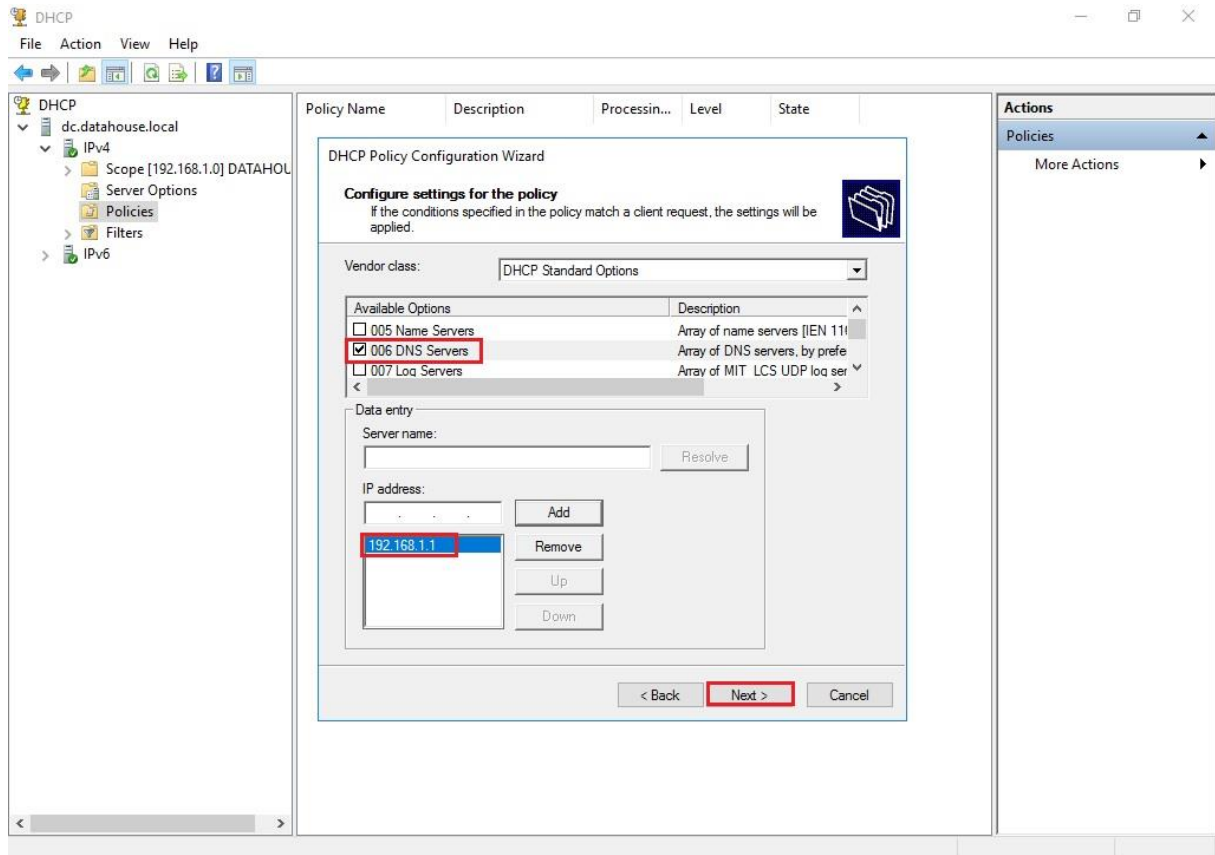 DHCP
File Action View Help
DHCP
dc.datahouse.local
IPv4
Scope [192.168.1.0] DATAHOU
Server Options
Policies
Filters
IPv6
Policy Name Description Processin... Level State
DHCP Policy Configuration Wizard
Configure settings for the policy
If the conditions specified in the policy match a client request, the settings will be
applied.
Vendor class: DHCP Standard Options
Available Options Description
005 Name Servers Array of name servers [IEN 116
006 DNS Servers Array of DNS servers, by prefe
007 Log Servers Array of MIT_LCS UDP log ser
Data entry
Server name:
Resolve
IP address:
. . . Add
192.168.1.1 Remove
Up
Down
< Back Next > Cancel
Actions
Policies
More Actions